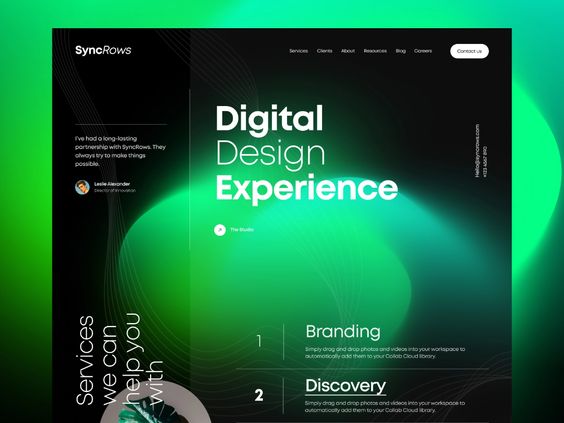 SyncRows
Services Clients About Resources Blog Careers Contact us
I've had a long-lasting
partnership with SyncRows. They
always try to make things
possible.
Leslie Alexander
Director of Innovation
Digital
Design
Experience
The Studio
Hello@syncrows.com
Services
we can
help you
with
1
Branding
Simply drag and drop photos and videos into your workspace to
automatically add them to your Collab Cloud library.
2
Discovery
Simply drag and drop photos and videos into your workspace to
automatically add them to your Collab Cloud library.